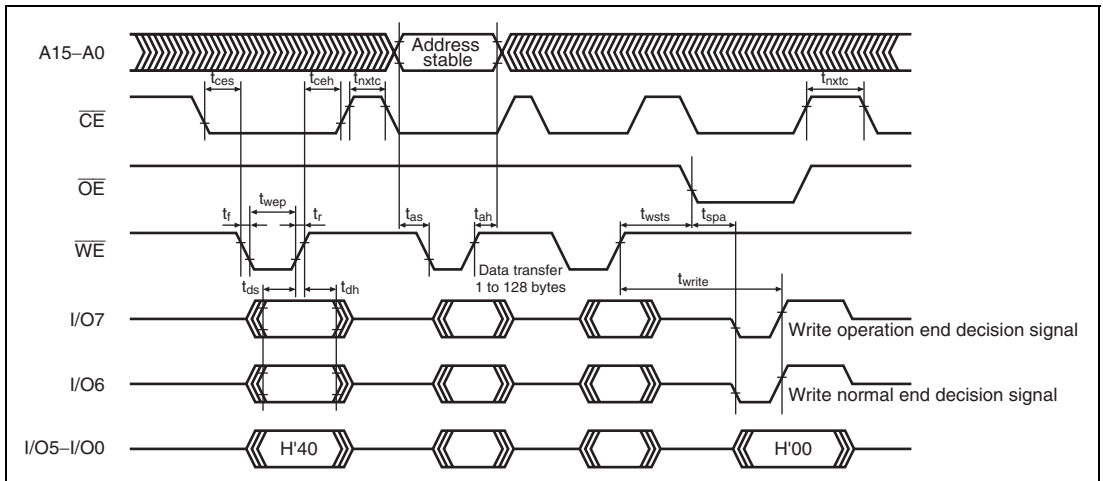 A15–A0
Address
stable
tces
tceh
tnxtc
tnxtc
CE
OE
twep
tf
tr
tas
tah
twsts
tspa
WE
Data transfer
1 to 128 bytes
tds
tdh
twrite
I/O7
Write operation end decision signal
I/O6
Write normal end decision signal
I/O5–I/O0
H'40
H'00